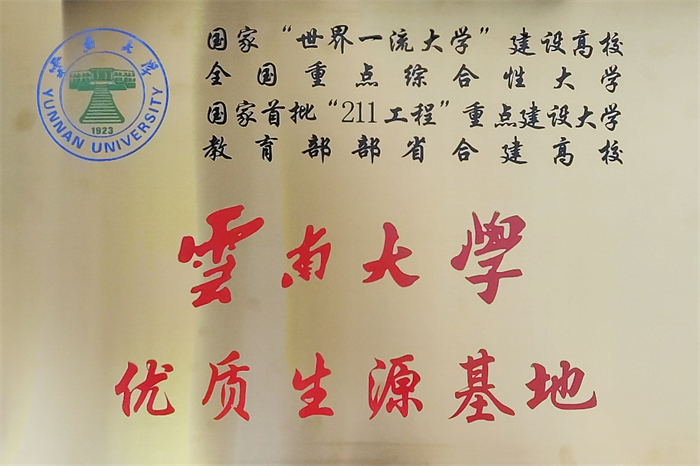 雲南大學
1923
YUNNAN UNIVERSITY
国家“世界一流大学”建设高校
全国重点综合性大学
国家首批“211工程”重点建设大学
教育部部省合建高校
雲南大學
优质生源基地